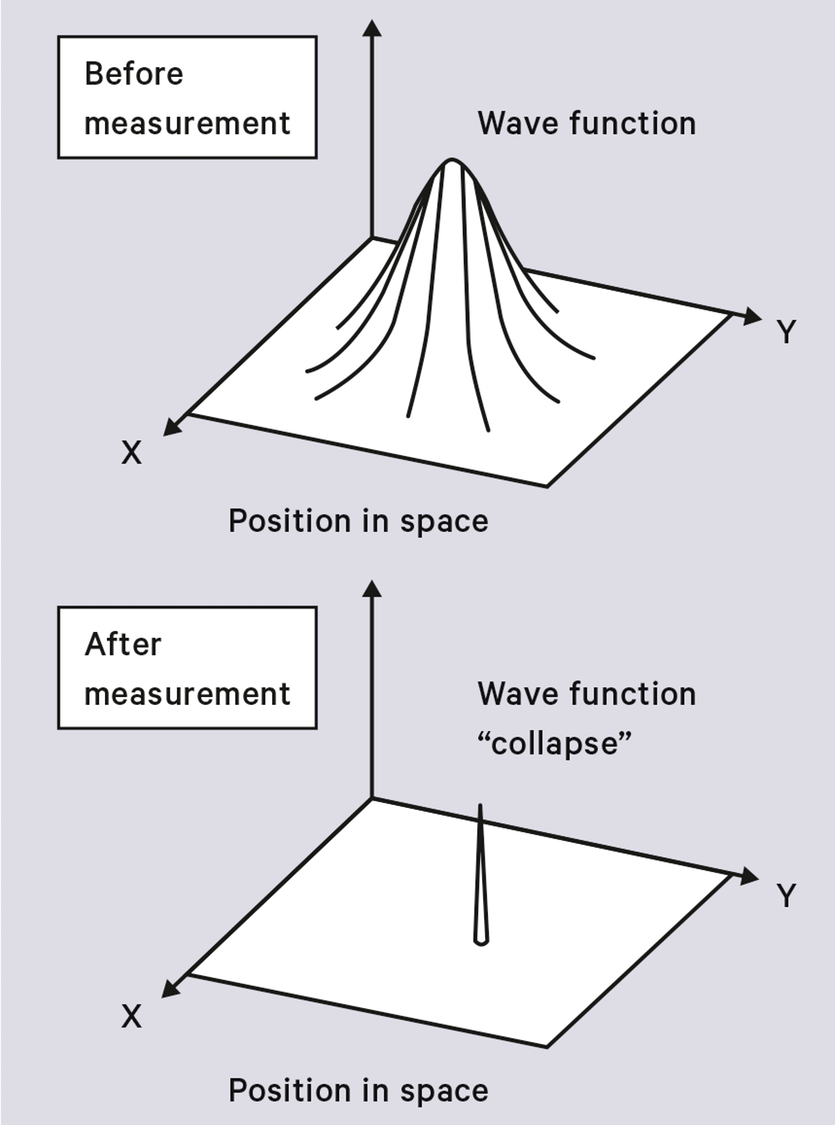 Before
measurement
Wave function
Y
X
Position in space
After
measurement
Wave function
“collapse”
Y
X
Position in space